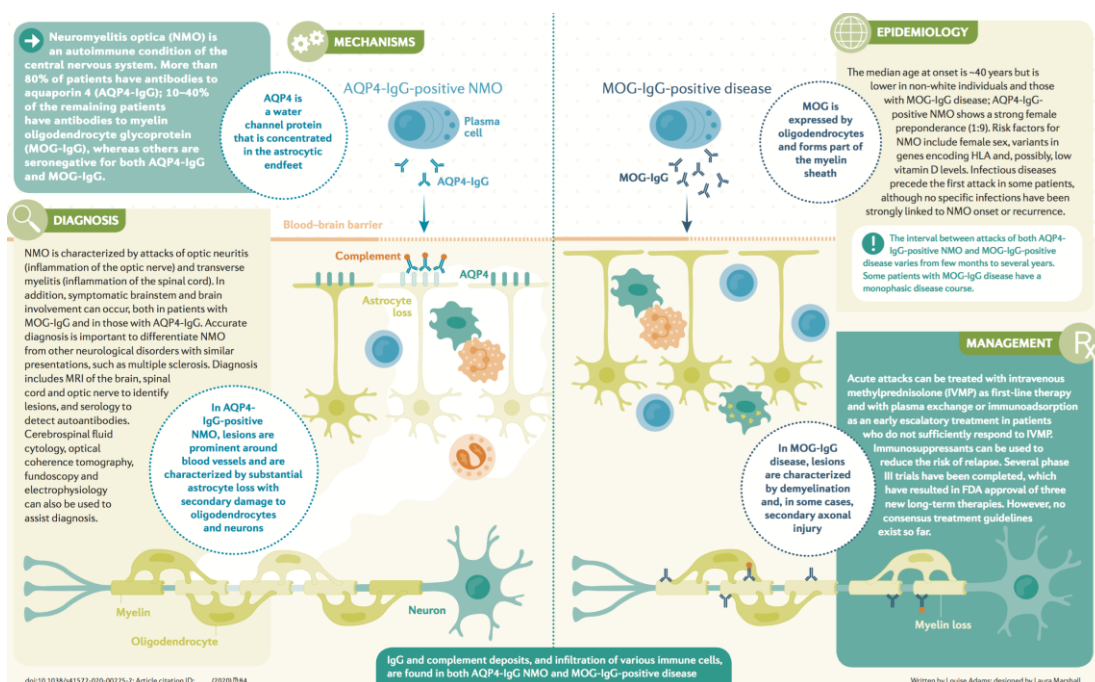 Neuromyelitis optica (NMO) is
an autoimmune condition of the
central nervous system. More than
80% of patients have antibodies to
aquaporin 4 (AQP4-IgG); 10–40%
of the remaining patients
have antibodies to myelin
oligodendrocyte glycoprotein
(MOG-IgG), whereas others are
seronegative for both AQP4-IgG
and MOG-IgG.
MECHANISMS
AQP4 is
a water
channel protein
that is concentrated
in the astrocytic
endfeet
AQP4-IgG-positive NMO
Plasma
cell
AQP4-IgG
MOG-IgG-positive disease
MOG-IgG
MOG is
expressed by
oligodendrocytes
and forms part of
the myelin
sheath
EPIDEMIOLOGY
The median age at onset is ~40 years but is
lower in non-white individuals and those
with MOG-IgG disease; AQP4-IgG-
positive NMO shows a strong female
preponderance (1:9). Risk factors for
NMO include female sex, variants in
genes encoding HLA and, possibly, low
vitamin D levels. Infectious diseases
precede the first attack in some patients,
although no specific infections have been
strongly linked to NMO onset or recurrence.
! The interval between attacks of both AQP4-
IgG-positive NMO and MOG-IgG-positive
disease varies from few months to several years.
Some patients with MOG-IgG disease have a
monophasic disease course.
DIAGNOSIS
NMO is characterized by attacks of optic neuritis
(inflammation of the optic nerve) and transverse
myelitis (inflammation of the spinal cord). In
addition, symptomatic brainstem and brain
involvement can occur, both in patients with
MOG-IgG and in those with AQP4-IgG. Accurate
diagnosis is important to differentiate NMO
from other neurological disorders with similar
presentations, such as multiple sclerosis. Diagnosis
includes MRI of the brain, spinal
cord and optic nerve to identify
lesions, and serology to
detect autoantibodies.
Cerebrospinal fluid
cytology, optical
coherence tomography,
fundoscopy and
electrophysiology
can also be used to
assist diagnosis.
Blood–brain barrier
Complement
AQP4
Astrocyte
loss
In AQP4-
IgG-positive
NMO, lesions are
prominent around
blood vessels and are
characterized by substantial
astrocyte loss with
secondary damage to
oligodendrocytes
and neurons
In MOG-IgG
disease, lesions
are characterized
by demyelination
and, in some cases,
secondary axonal
injury
MANAGEMENT
Rx
Acute attacks can be treated with intravenous
methylprednisolone (IVMP) as first-line therapy
and with plasma exchange or immunoadsorption
as an early escalatory treatment in patients
who do not sufficiently respond to IVMP.
Immunosuppressants can be used to
reduce the risk of relapse. Several phase
III trials have been completed, which
have resulted in FDA approval of three
new long-term therapies. However, no
consensus treatment guidelines
exist so far.
Myelin
Oligodendrocyte
Neuron
Myelin loss
IgG and complement deposits, and infiltration of various immune cells,
are found in both AQP4-IgG NMO and MOG-IgG-positive disease
Article citation ID:
Written by Louise Adams; designed by Laura Marshall